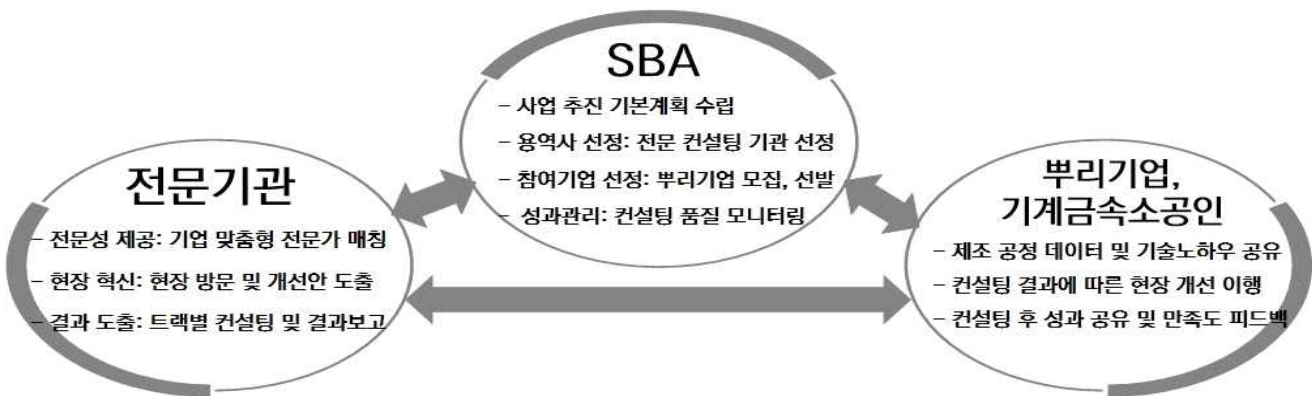 SBA
– 사업 추진 기본계획 수립
– 용역사 선정: 전문 컨설팅 기관 선정
– 참여기업 선정: 뿌리기업 모집, 선발
– 성과관리: 컨설팅 품질 모니터링
전문기관
– 전문성 제공: 기업 맞춤형 전문가 매칭
– 현장 혁신: 현장 방문 및 개선안 도출
– 결과 도출: 트랙별 컨설팅 및 결과보고
뿌리기업,
기계금속소공인
– 제조 공정 데이터 및 기술노하우 공유
– 컨설팅 결과에 따른 현장 개선 이행
– 컨설팅 후 성과 공유 및 만족도 피드백